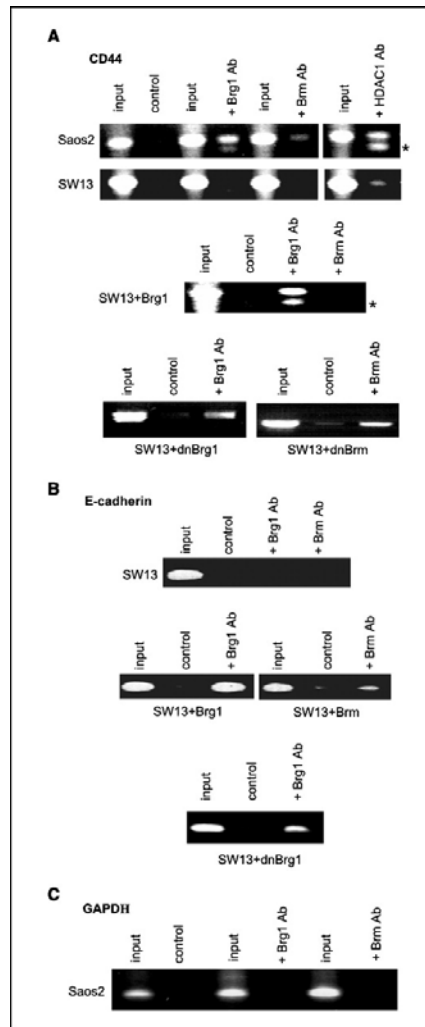 A
CD44
input control input + Brg1 Ab input + Brm Ab input + HDAC1 Ab
Saos2
*
SW13
input control + Brg1 Ab + Brm Ab
SW13+Brg1
*
input control + Brg1 Ab input control + Brm Ab
SW13+dnBrg1 SW13+dnBrm
B
E-cadherin
input control + Brg1 Ab + Brm Ab
SW13
input control + Brg1 Ab input control + Brm Ab
SW13+Brg1 SW13+Brm
input control + Brg1 Ab
SW13+dnBrg1
C
GAPDH
input control input + Brg1 Ab input + Brm Ab
Saos2